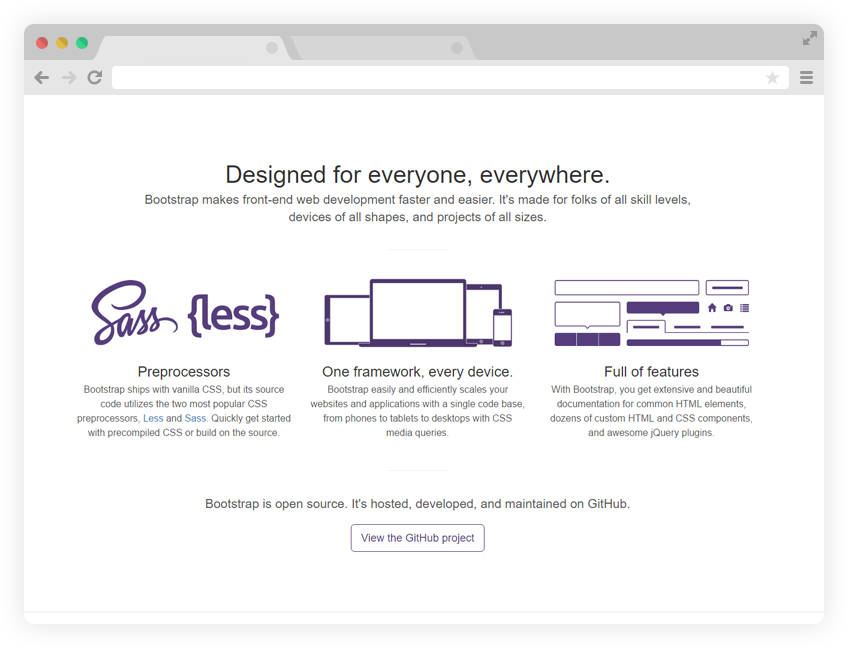 Designed for everyone, everywhere.
Bootstrap makes front-end web development faster and easier. It's made for folks of all skill levels,
devices of all shapes, and projects of all sizes.
Sass {less}
Preprocessors
Bootstrap ships with vanilla CSS, but its source
code utilizes the two most popular CSS
preprocessors, Less and Sass. Quickly get started
with precompiled CSS or build on the source.
One framework, every device.
Bootstrap easily and efficiently scales your
websites and applications with a single code base,
from phones to tablets to desktops with CSS
media queries.
Full of features
With Bootstrap, you get extensive and beautiful
documentation for common HTML elements,
dozens of custom HTML and CSS components,
and awesome jQuery plugins.
Bootstrap is open source. It's hosted, developed, and maintained on GitHub.
View the GitHub project